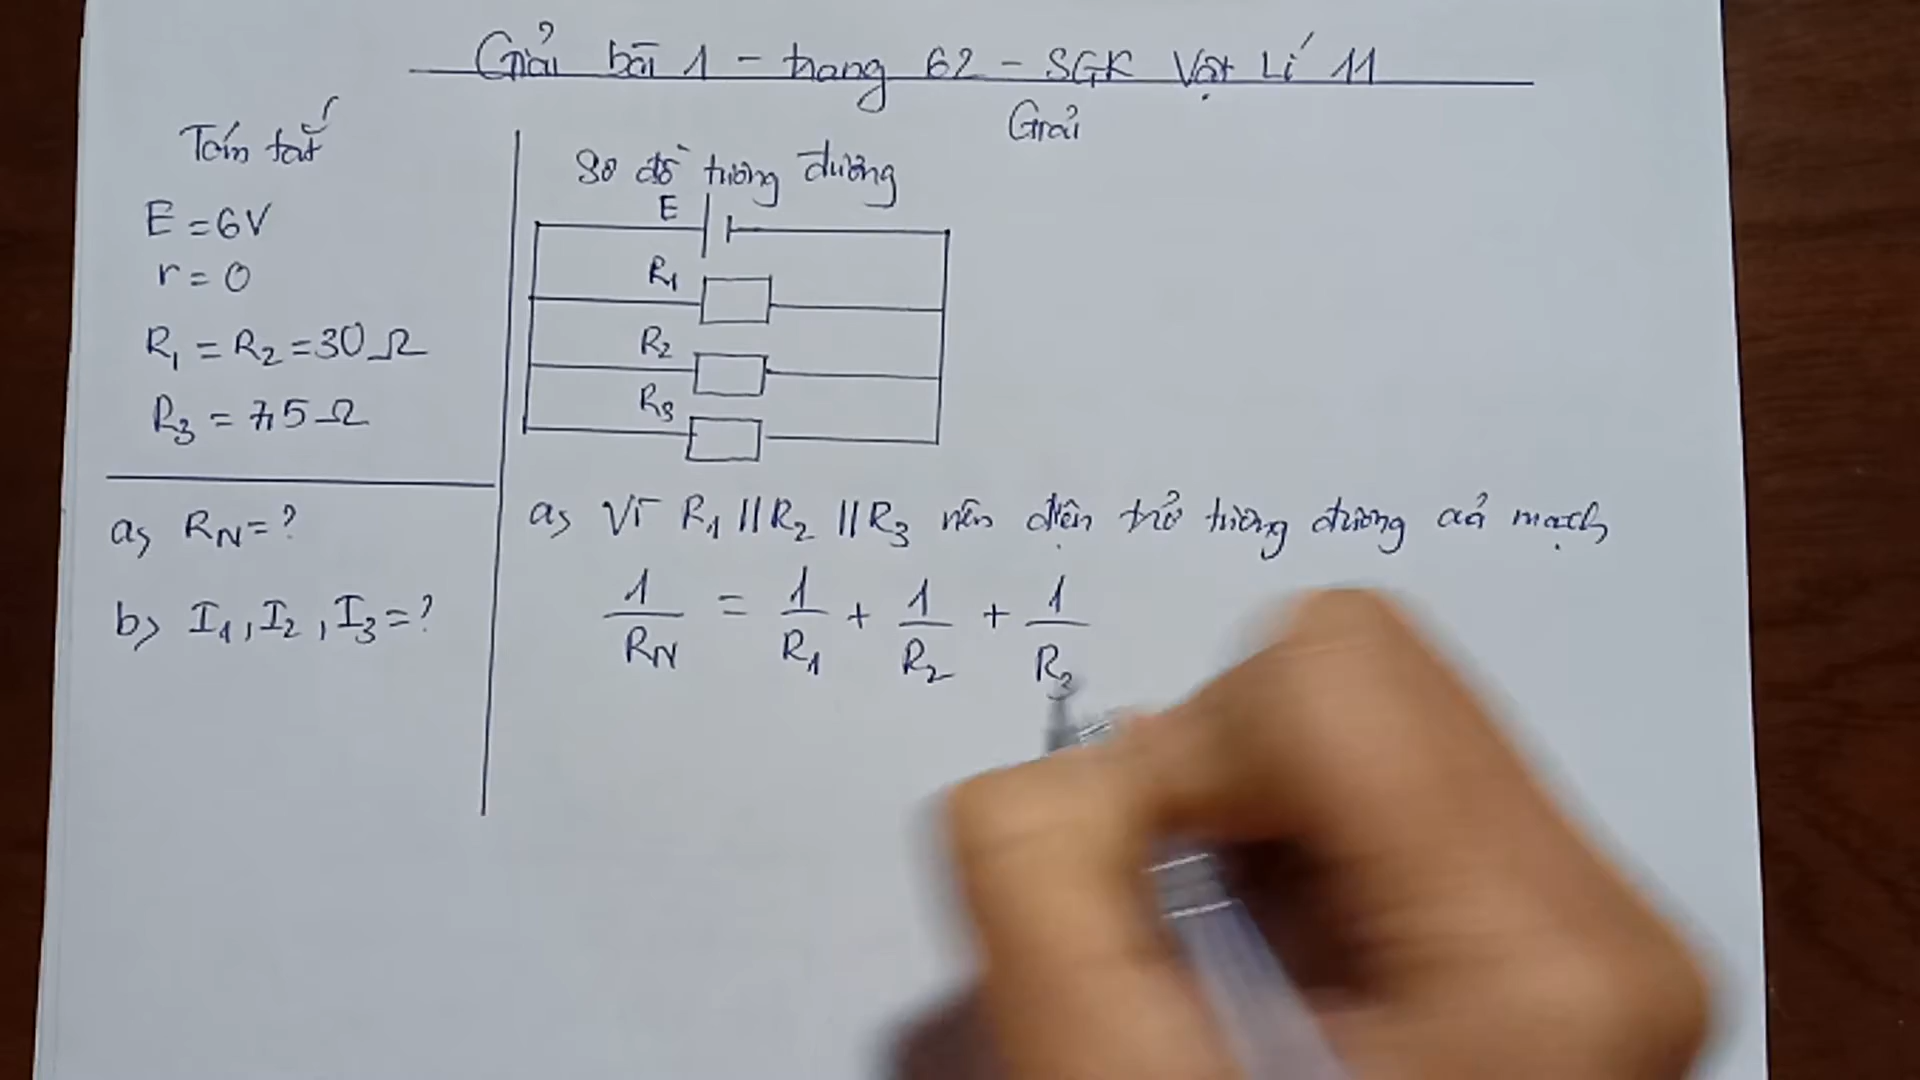 Giải bài 1 - trang 62 - SGK Vật Lí 11
Giải
Tóm tắt
E = 6V
r = 0
R₁ = R₂ = 30 Ω
R₃ = 7,5 Ω
a, R_N = ?
b> I₁, I₂, I₃ = ?
Sơ đồ tương đương
E
R₁
R₂
R₃
a, Vì R₁ // R₂ // R₃ nên điện trở tương đương cả mạch
1/R_N = 1/R₁ + 1/R₂ + 1/R₃